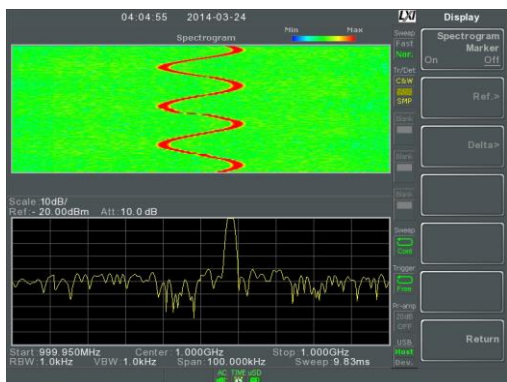 04:04:55 2014-03-24 LXI Display
Spectrogram Min Max
Sweep
Fast
Nor.
Tr/Det
C&W
SMP
Blank
Blank
Blank
Sweep
Cont
Trigger
Free
Pr-amp
20dB
OFF
USB
Host
Dev.
Spectrogram
Marker
On Off
Ref.>
Delta>
Return
Scale:10dB/
Ref:- 20.00dBm Att:10.0 dB
Start:999.950MHz Center:1.000GHz Stop:1.000GHz
RBW:1.0kHz VBW:1.0kHz Span:100.000kHz Sweep:9.83ms
AC TIME uSD